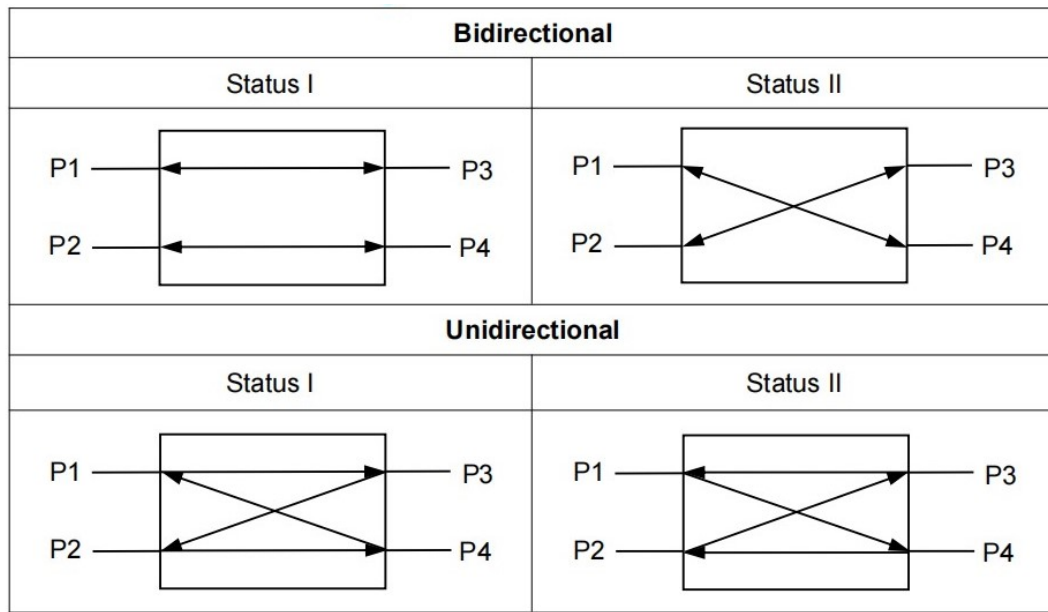 Bidirectional
Status I
Status II
P1
P3
P2
P4
P1
P3
P2
P4
Unidirectional
Status I
Status II
P1
P3
P2
P4
P1
P3
P2
P4